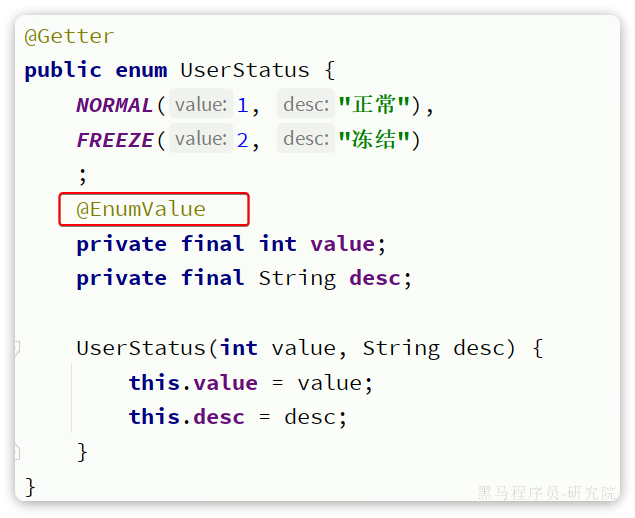 @Getter
public enum UserStatus {
    NORMAL( value: 1,  desc: "正常"),
    FREEZE( value: 2,  desc: "冻结")
    ;
    @EnumValue
    private final int value;
    private final String desc;

    UserStatus(int value, String desc) {
        this.value = value;
        this.desc = desc;
    }
}
黑马程序员-研究院